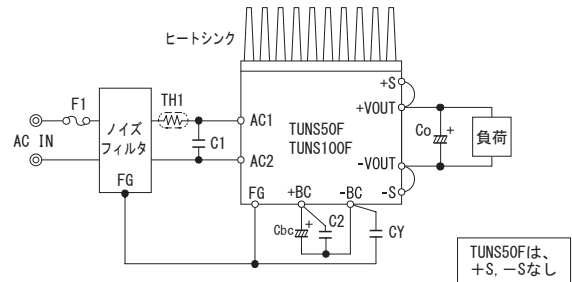 ヒートシンク
+S
+VOUT
F1
TH1
AC1
TUNS50F
Co
+
負荷
AC IN
ノイズ
フィルタ
C1
TUNS100F
AC2
-VOUT
FG
FG
+BC
-BC
-S
Cbc
+
C2
CY
TUNS50Fは、
+S,-Sなし